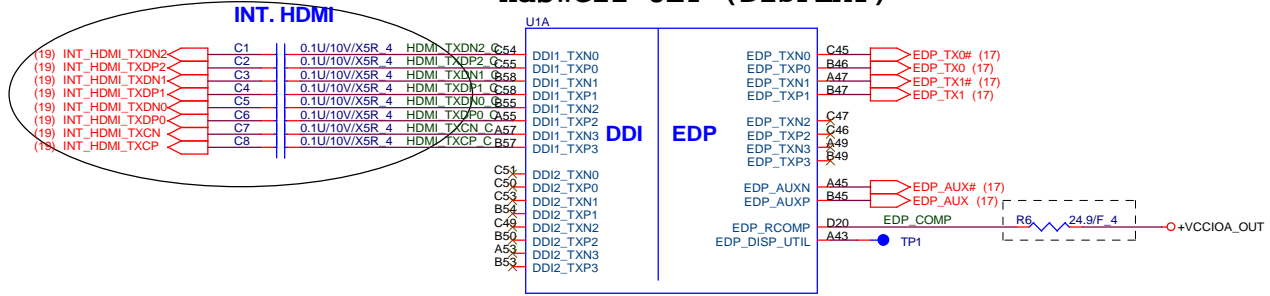 INT. HDMI
U1A
(19) INT_HDMI_TXDN2 C1 0.1U/10V/X5R_4 HDMI_TXDN2_C C54 DDI1_TXN0
(19) INT_HDMI_TXDP2 C2 0.1U/10V/X5R_4 HDMI_TXDP2_C C55 DDI1_TXP0
(19) INT_HDMI_TXDN1 C3 0.1U/10V/X5R_4 HDMI_TXDN1_C B58 DDI1_TXN1
(19) INT_HDMI_TXDP1 C4 0.1U/10V/X5R_4 HDMI_TXDP1_C C58 DDI1_TXP1
(19) INT_HDMI_TXDN0 C5 0.1U/10V/X5R_4 HDMI_TXDN0_C B55 DDI1_TXN2
(19) INT_HDMI_TXDP0 C6 0.1U/10V/X5R_4 HDMI_TXDP0_C A55 DDI1_TXP2
(19) INT_HDMI_TXCN C7 0.1U/10V/X5R_4 HDMI_TXCN_C A57 DDI1_TXN3
(19) INT_HDMI_TXCP C8 0.1U/10V/X5R_4 HDMI_TXCP_C B57 DDI1_TXP3
C51 DDI2_TXN0
C50 DDI2_TXP0
C53 DDI2_TXN1
B54 DDI2_TXP1
C49 DDI2_TXN2
B50 DDI2_TXP2
A53 DDI2_TXN3
B53 DDI2_TXP3
DDI EDP
EDP_TXN0 C45 EDP_TX0# (17)
EDP_TXP0 B46 EDP_TX0 (17)
EDP_TXN1 A47 EDP_TX1# (17)
EDP_TXP1 B47 EDP_TX1 (17)
EDP_TXN2 C47
EDP_TXP2 C46
EDP_TXN3 A49
EDP_TXP3 B49
EDP_AUXN A45 EDP_AUX# (17)
EDP_AUXP B45 EDP_AUX (17)
EDP_RCOMP D20 EDP_COMP R6 24.9/F_4 +VCCIOA_OUT
EDP_DISP_UTIL A43 TP1